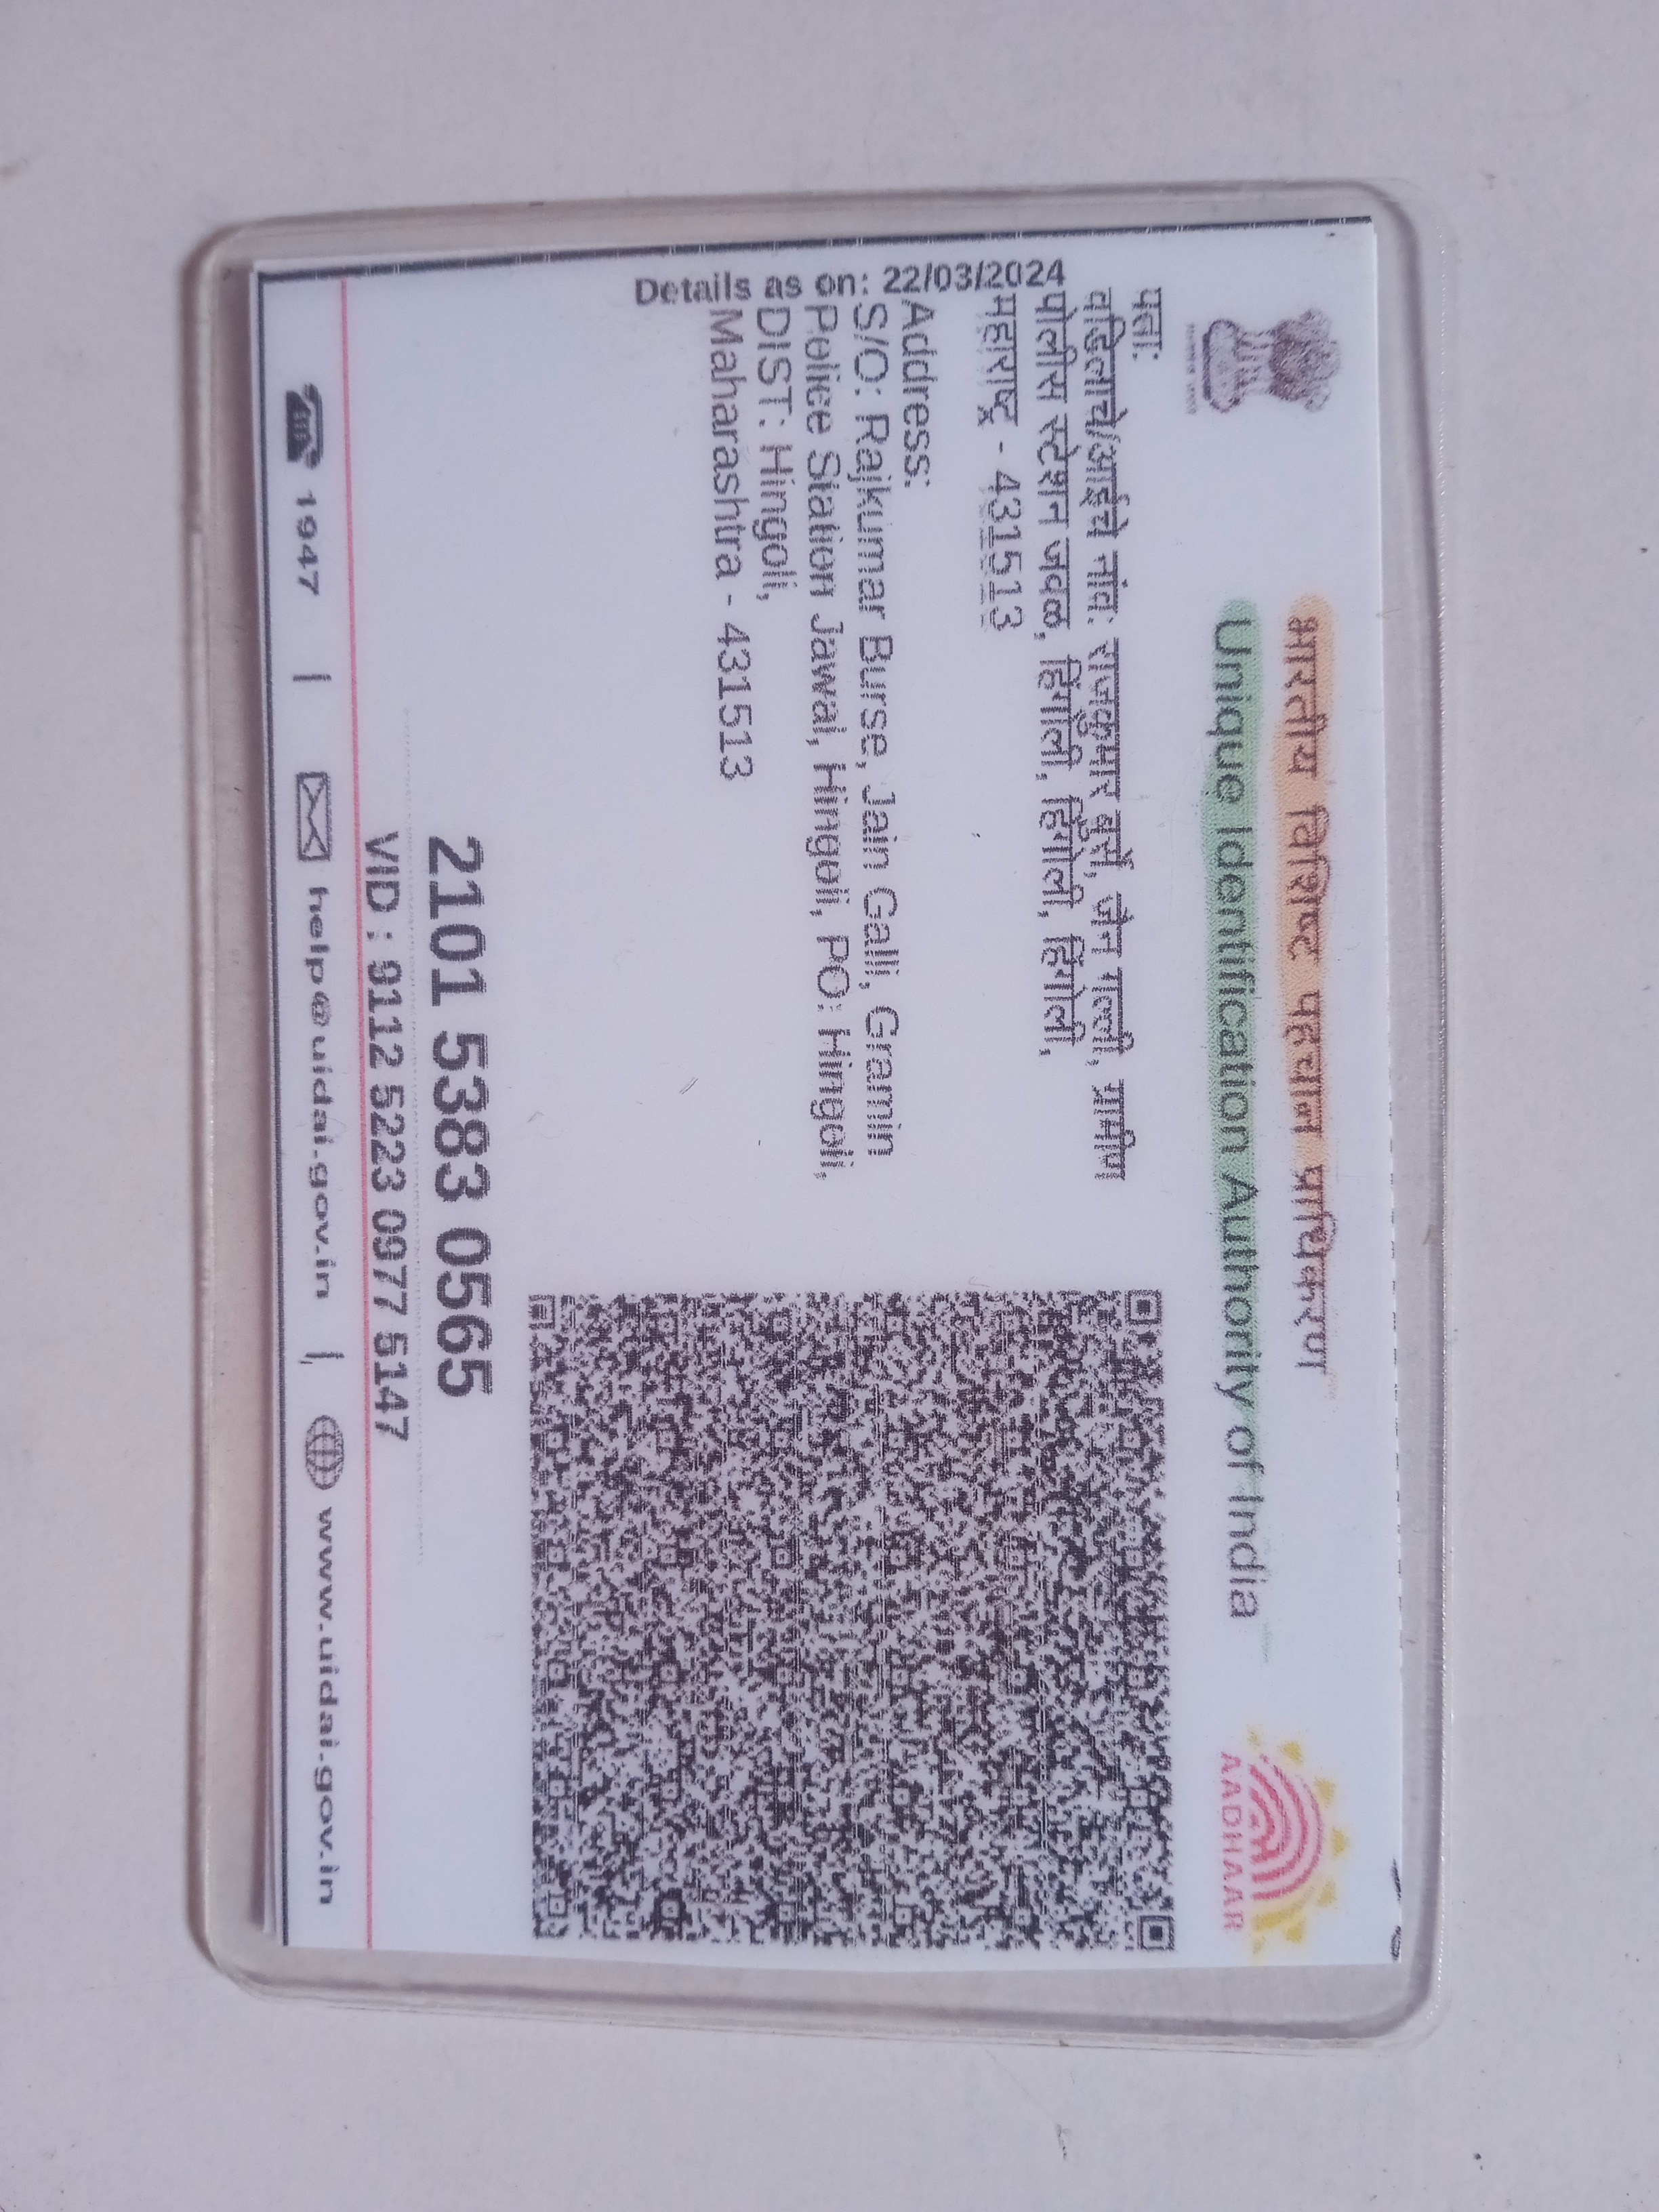 भारतीय विशिष्ट पहचान प्राधिकरण
Unique Identification Authority of India
AADHAAR
पत्ता:
वडिलांचे/आईचे नांव: राजकुमार बुर्से, जैन गल्ली, ग्रामीण
पोलीस स्टेशन जवळ, हिंगोली, हिंगोली, हिंगोली,
महाराष्ट्र - 431513
Address:
S/O: Rajkumar Burse, Jain Galli, Gramin
Police Station Jawal, Hingoli, PO: Hingoli,
DIST: Hingoli,
Maharashtra - 431513
Details as on: 22/03/2024
2101 5383 0565
VID : 9112 5223 0977 5147
1947 | help@uidai.gov.in | www.uidai.gov.in